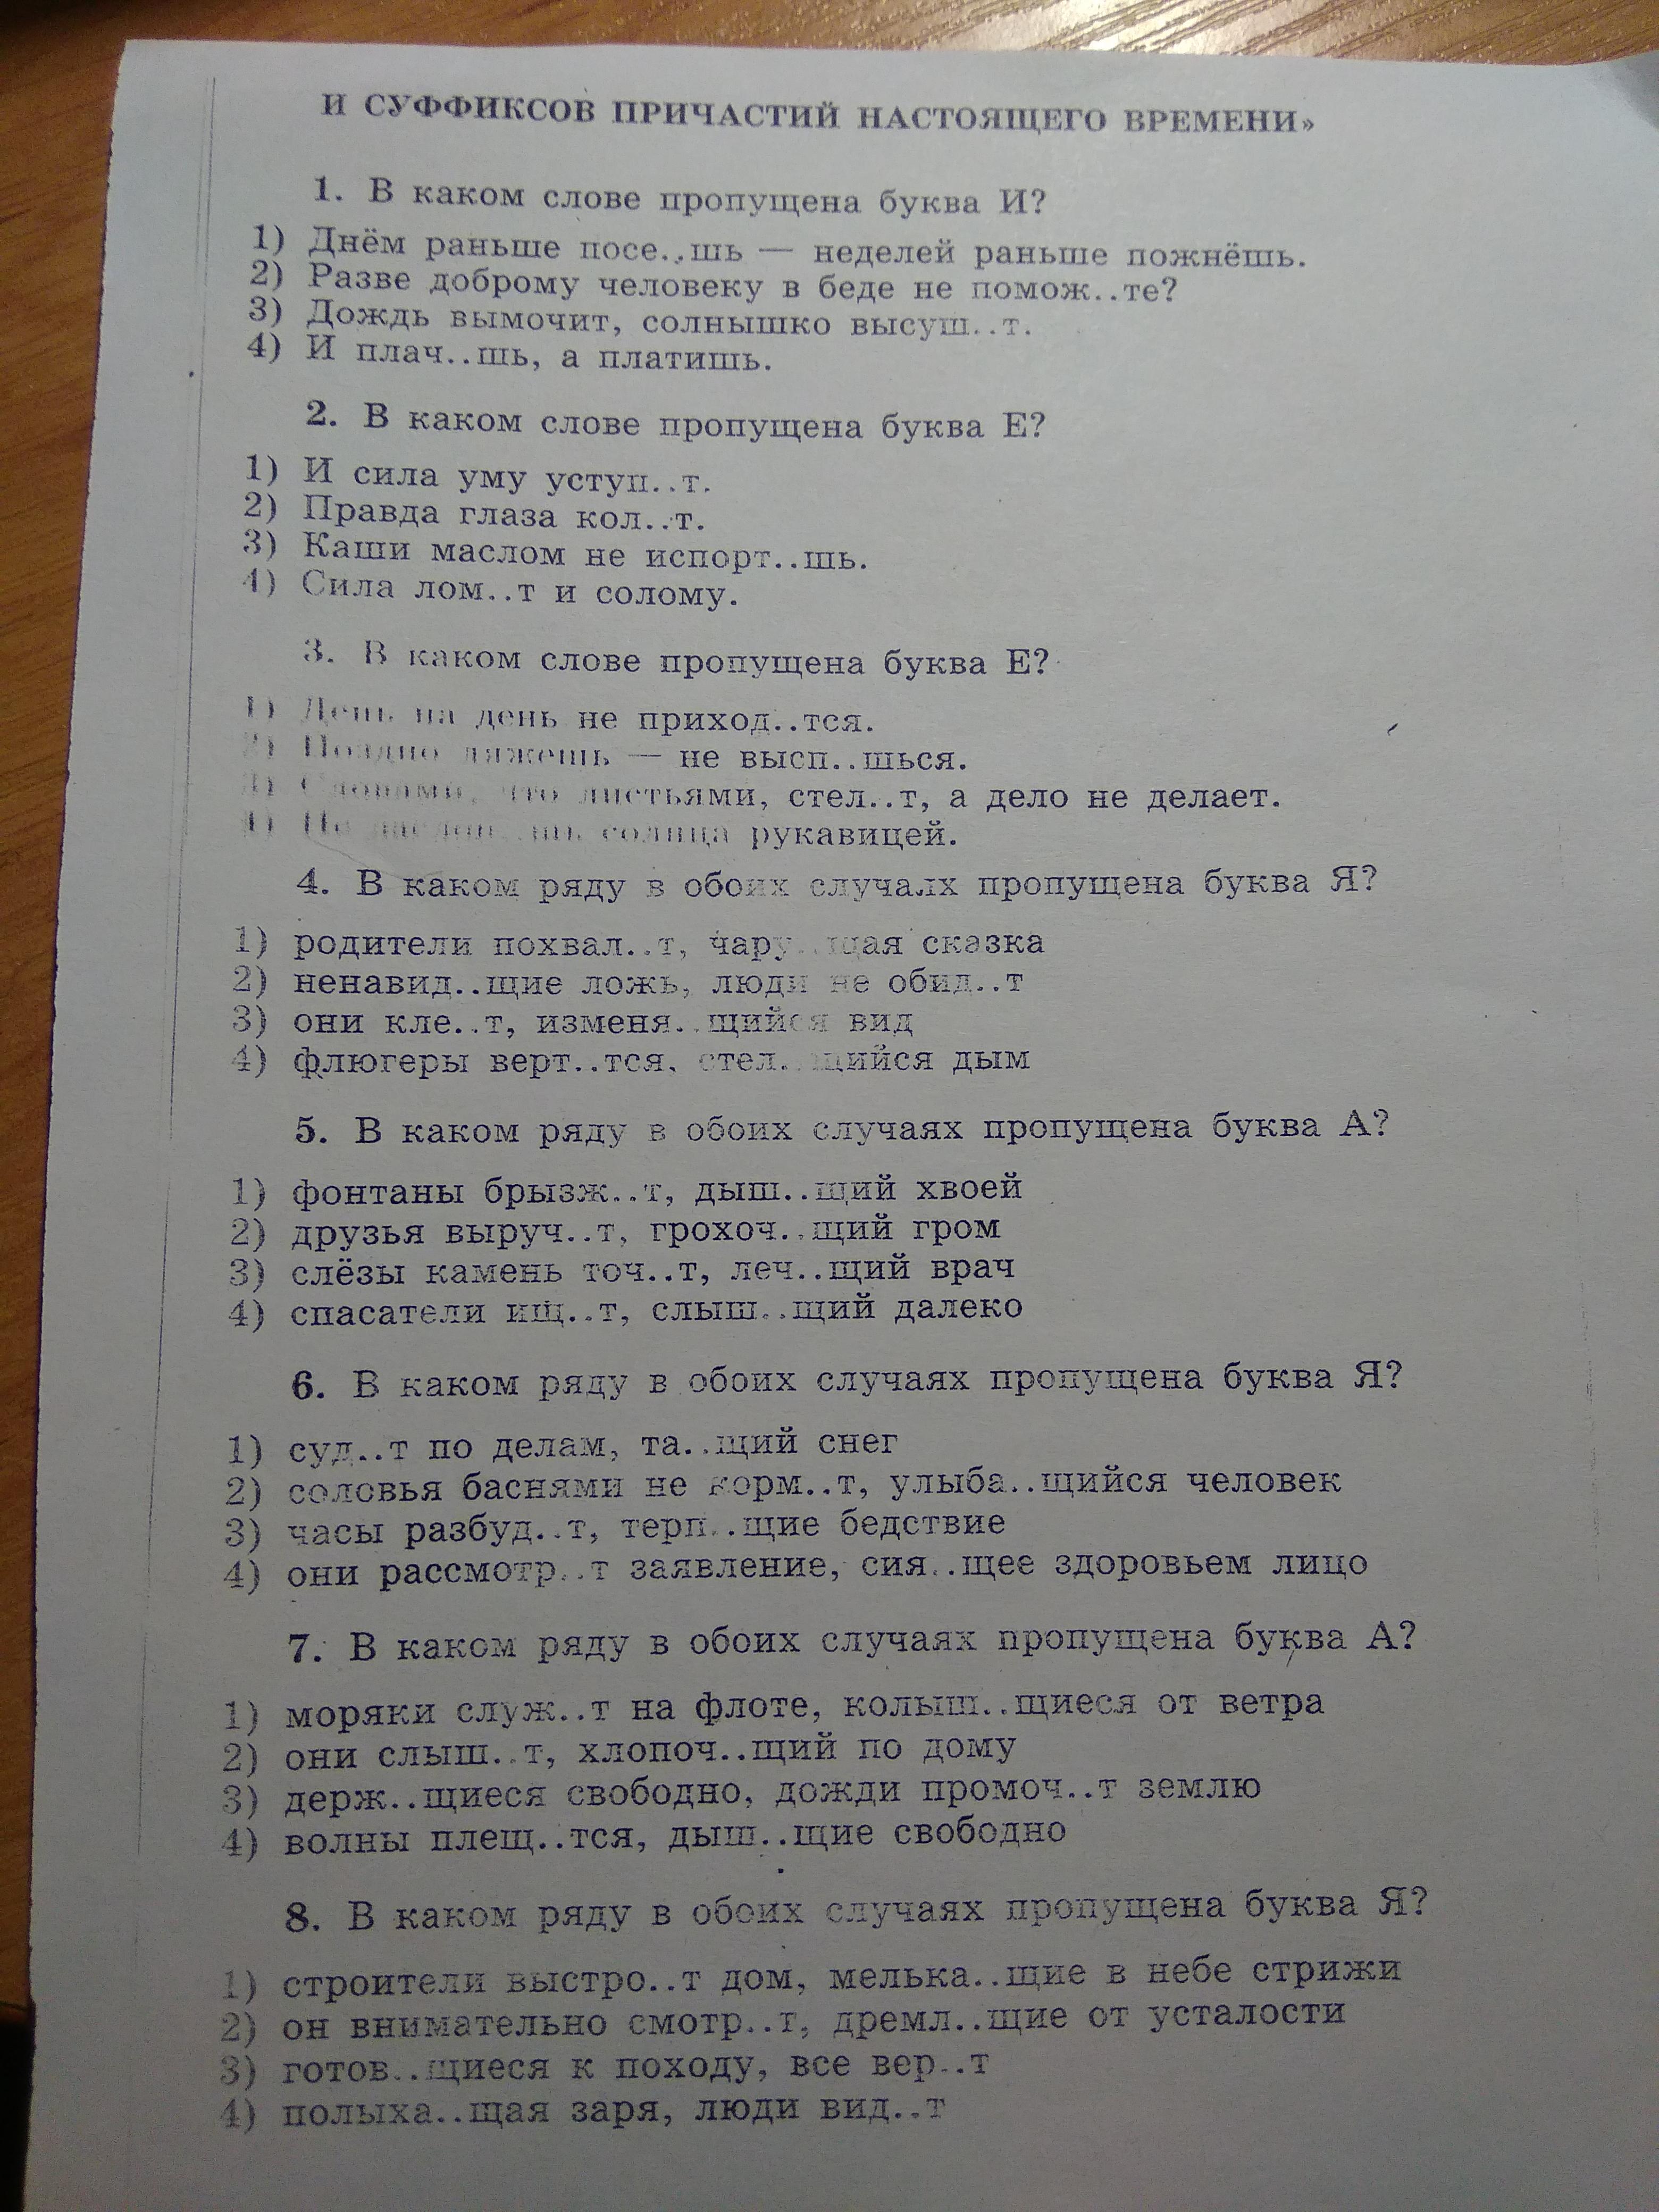 И СУФФИКСОВ ПРИЧАСТИЙ НАСТОЯЩЕГО ВРЕМЕНИ»
1. В каком слове пропущена буква И?
1) Днём раньше посе..шь — неделей раньше пожнёшь.
2) Разве доброму человеку в беде не помож..те?
3) Дождь вымочит, солнышко высуш..т.
4) И плач..шь, а платишь.
2. В каком слове пропущена буква Е?
1) И сила уму уступ..т.
2) Правда глаза кол..т.
3) Каши маслом не испорт..шь.
4) Сила лом..т и солому.
3. В каком слове пропущена буква Е?
1) День на день не приход..тся.
2) Поздно ляжешь — не высп..шься.
3) Словами, что листьями, стел..т, а дело не делает.
4) Не солнца рукавицей.
4. В каком ряду в обоих случаях пропущена буква Я?
1) родители похвал..т, чару..щая сказка
2) ненавид..щие ложь, люди не обид..т
3) они кле..т, изменя..щийся вид
4) флюгеры верт..тся, стел..щийся дым
5. В каком ряду в обоих случаях пропущена буква А?
1) фонтаны брызж..т, дыш..щий хвоей
2) друзья выруч..т, грохоч..щий гром
3) слёзы камень точ..т, леч..щий врач
4) спасатели ищ..т, слыш..щий далеко
6. В каком ряду в обоих случаях пропущена буква Я?
1) суд..т по делам, та..щий снег
2) соловья баснями не корм..т, улыба..щийся человек
3) часы разбуд..т, терп..щие бедствие
4) они рассмотр..т заявление, сия..щее здоровьем лицо
7. В каком ряду в обоих случаях пропущена буква А?
1) моряки служ..т на флоте, колыш..щиеся от ветра
2) они слыш..т, хлопоч..щий по дому
3) держ..щиеся свободно, дожди промоч..т землю
4) волны плещ..тся, дыш..щие свободно
8. В каком ряду в обоих случаях пропущена буква Я?
1) строители выстро..т дом, мелька..щие в небе стрижи
2) он внимательно смотр..т, дремл..щие от усталости
3) готов..щиеся к походу, все вер..т
4) полыха..щая заря, люди вид..т